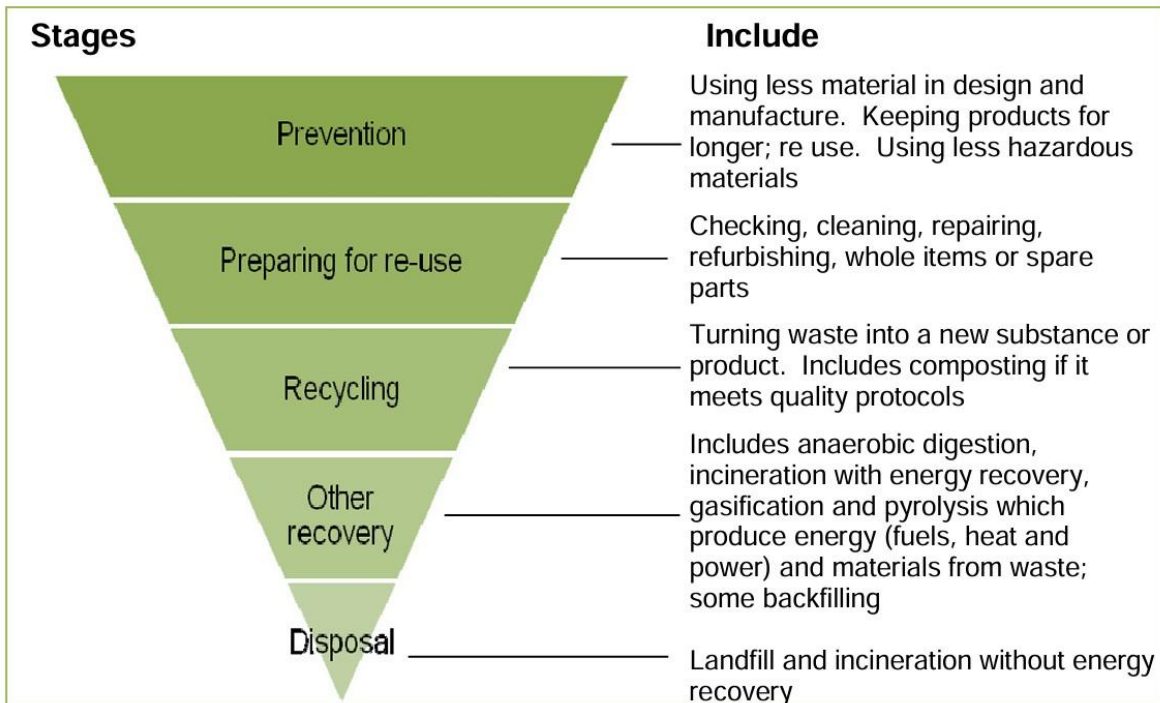 Stages
Include
Prevention
Using less material in design and
manufacture.  Keeping products for
longer; re use.  Using less hazardous
materials
Preparing for re-use
Checking, cleaning, repairing,
refurbishing, whole items or spare
parts
Recycling
Turning waste into a new substance or
product.  Includes composting if it
meets quality protocols
Other
recovery
Includes anaerobic digestion,
incineration with energy recovery,
gasification and pyrolysis which
produce energy (fuels, heat and
power) and materials from waste;
some backfilling
Disposal
Landfill and incineration without energy
recovery